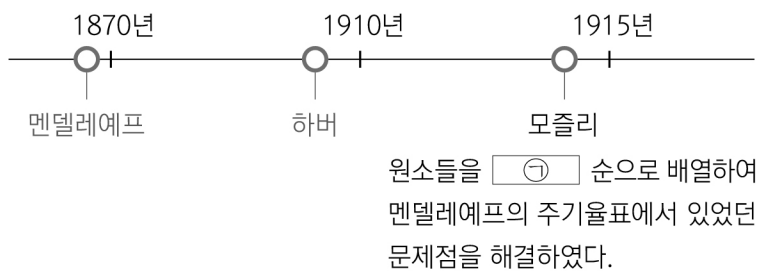 1870년 1910년 1915년
멘델레예프 하버 모즐리
원소들을 ㉠ 순으로 배열하여
멘델레예프의 주기율표에서 있었던
문제점을 해결하였다.